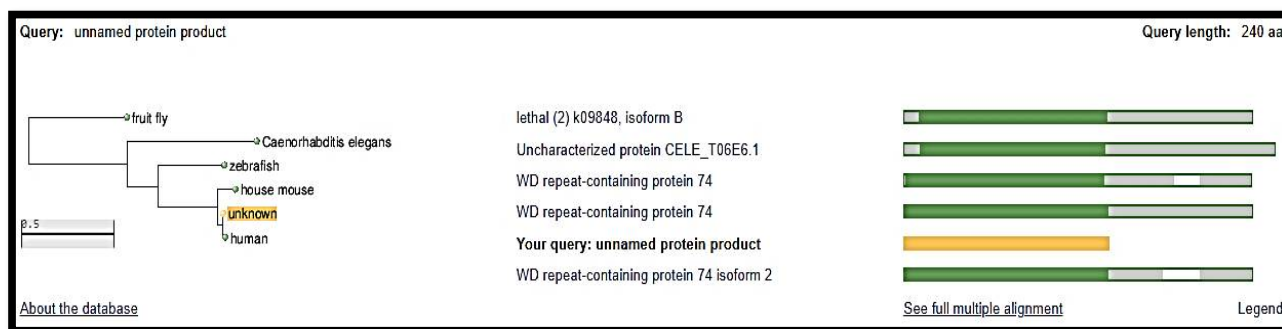 Query: unnamed protein product Query length: 240 aa
fruit fly lethal (2) k09848, isoform B
Caenorhabditis elegans Uncharacterized protein CELE_T06E6.1
zebrafish WD repeat-containing protein 74
house mouse WD repeat-containing protein 74
unknown Your query: unnamed protein product
human WD repeat-containing protein 74 isoform 2
0.5
About the database See full multiple alignment Legend